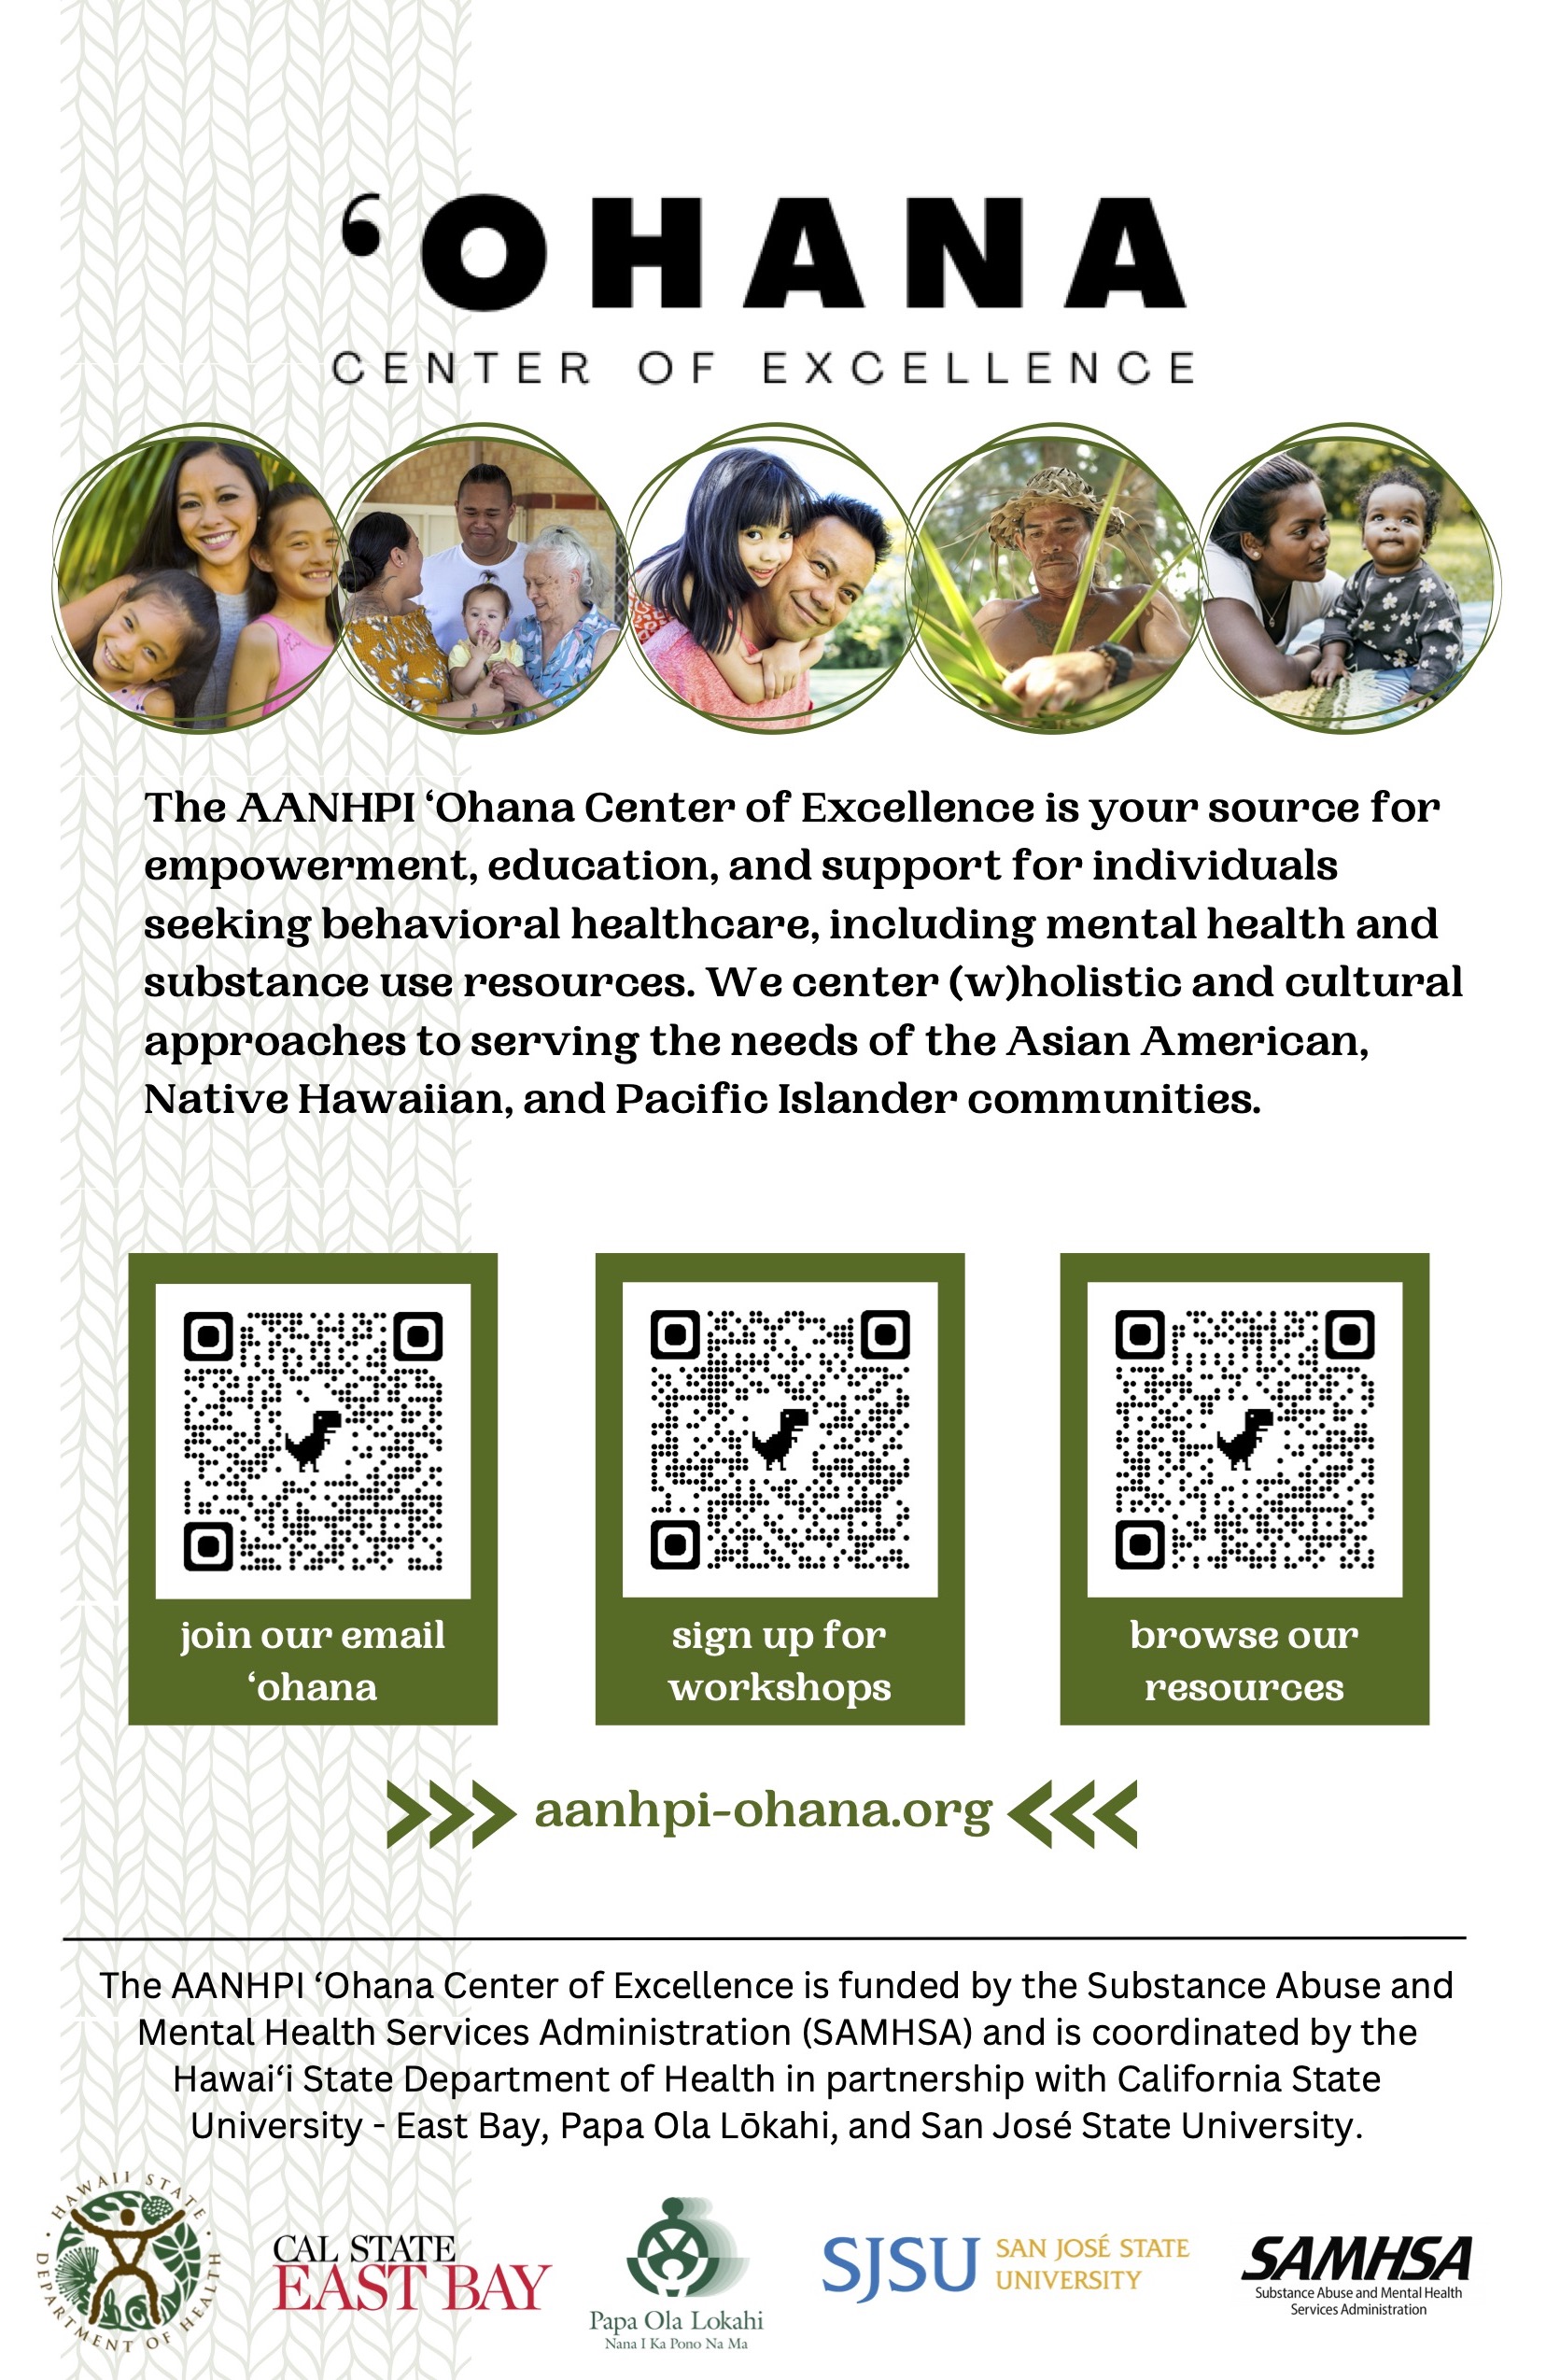 ‘OHANA
CENTER OF EXCELLENCE
The AANHPI ‘Ohana Center of Excellence is your source for
empowerment, education, and support for individuals
seeking behavioral healthcare, including mental health and
substance use resources. We center (w)holistic and cultural
approaches to serving the needs of the Asian American,
Native Hawaiian, and Pacific Islander communities.
join our email
‘ohana
sign up for
workshops
browse our
resources
aanhpi-ohana.org
The AANHPI ‘Ohana Center of Excellence is funded by the Substance Abuse and
Mental Health Services Administration (SAMHSA) and is coordinated by the
Hawai‘i State Department of Health in partnership with California State
University - East Bay, Papa Ola Lōkahi, and San José State University.
HAWAII STATE
DEPARTMENT OF HEALTH
CAL STATE
EAST BAY
Papa Ola Lokahi
Nana I Ka Pono Na Ma
SJSU
SAN JOSÉ STATE
UNIVERSITY
SAMHSA
Substance Abuse and Mental Health
Services Administration